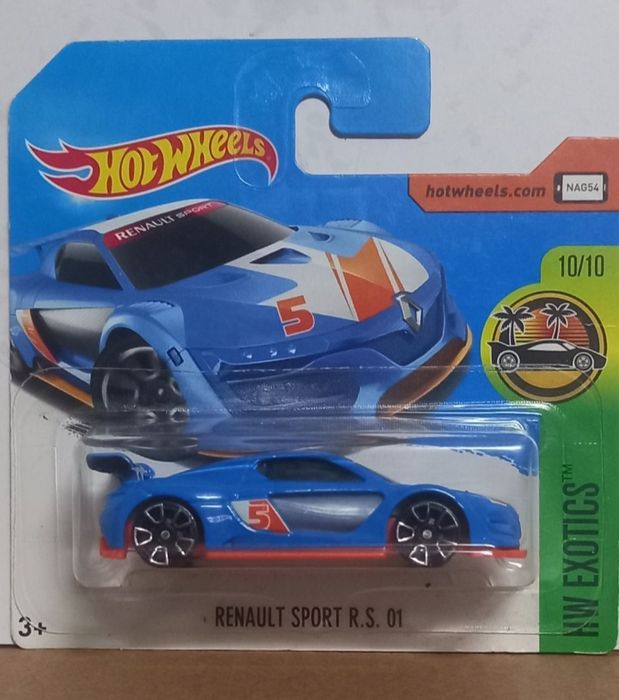 HOT WHEELS
hotwheels.com
NAG54
RENAULT SPORT
10/10
5
5
HW EXOTICS™
RENAULT SPORT R.S. 01
3+